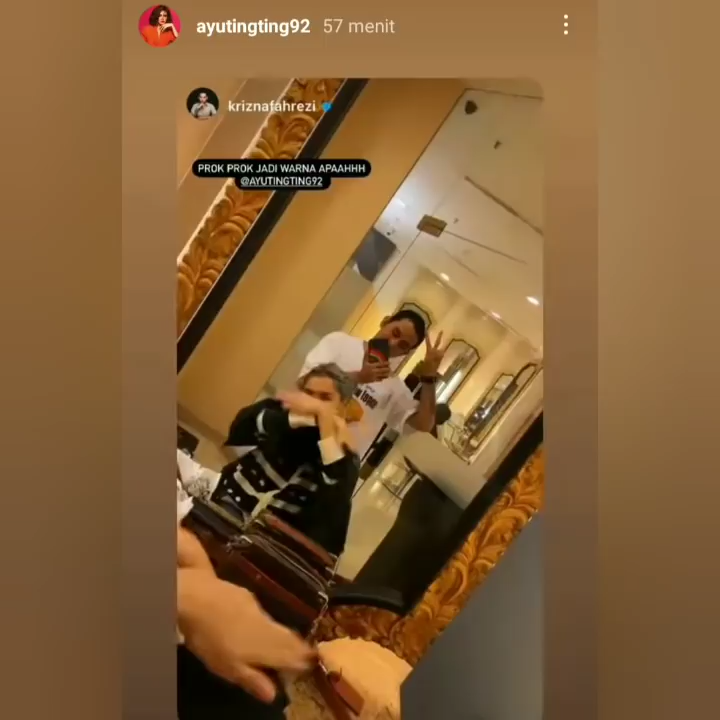 ayutingting92 57 menit
kriznafahrezi
PROK PROK JADI WARNA APAAHHH
@AYUTINGTING92